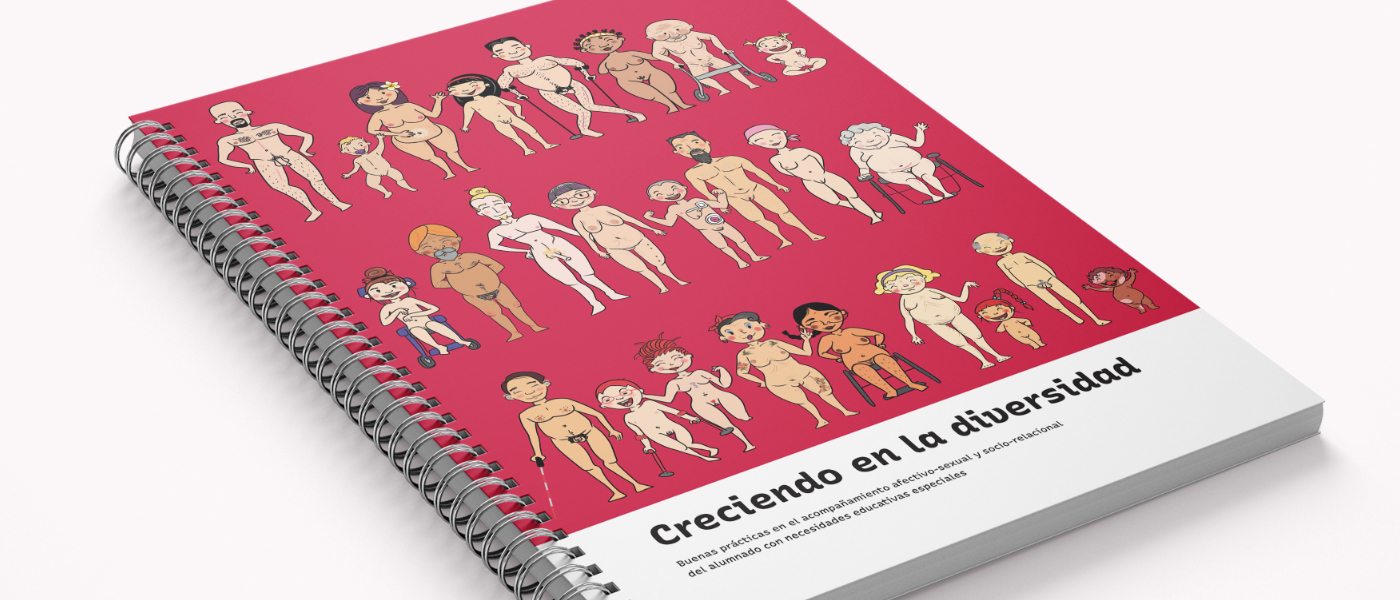 Creciendo en la diversidad
Buenas prácticas en el acompañamiento afectivo-sexual y socio-relacional
del alumnado con necesidades educativas especiales